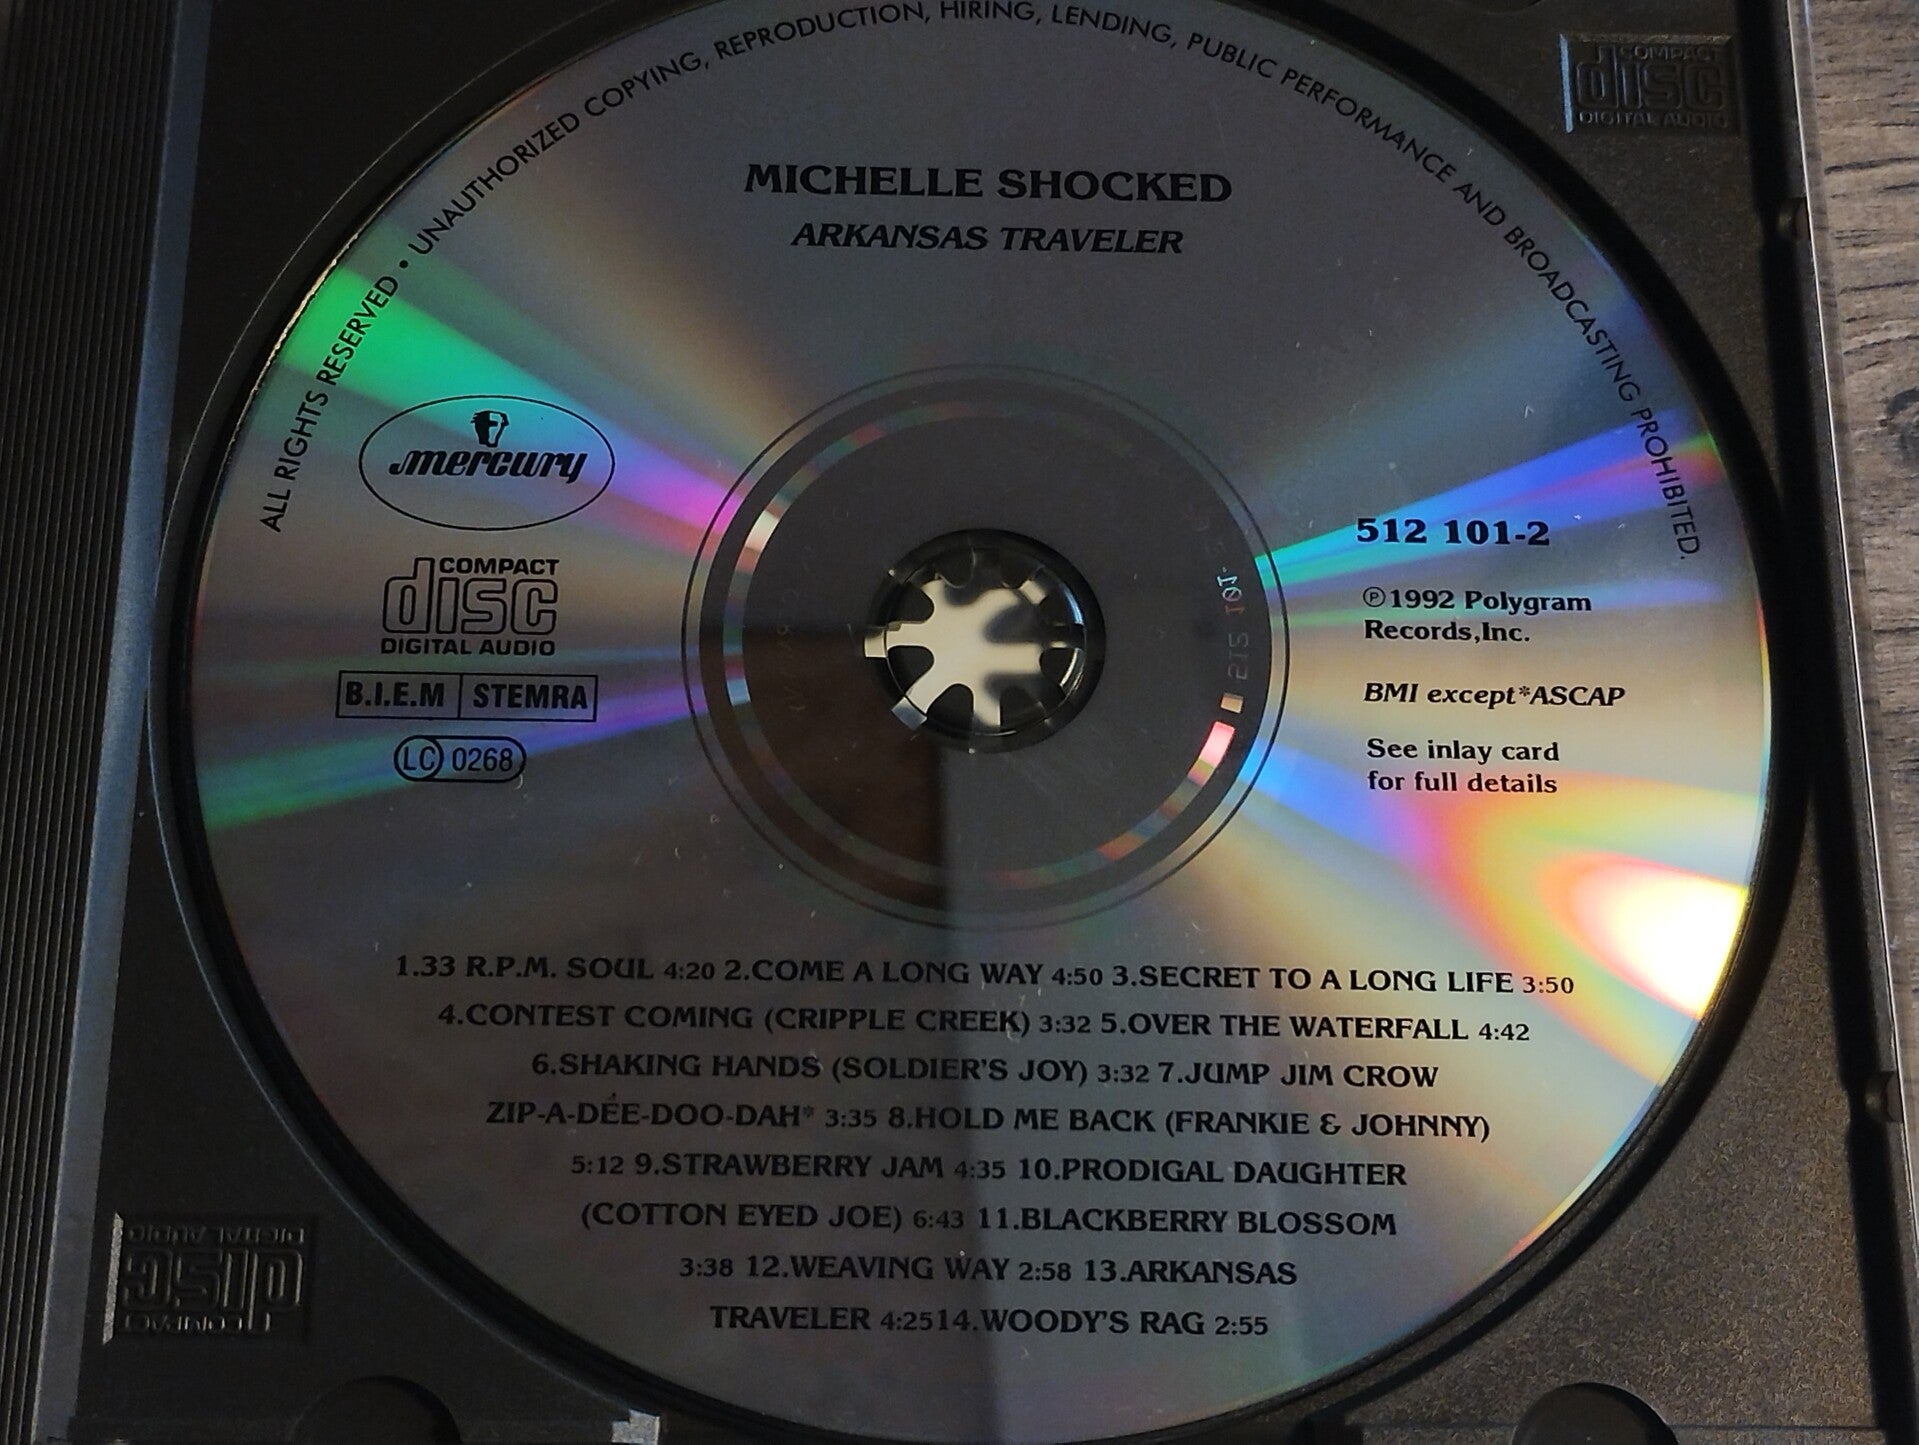 ALL RIGHTS RESERVED • UNAUTHORIZED COPYING, REPRODUCTION, HIRING, LENDING, PUBLIC PERFORMANCE AND BROADCASTING PROHIBITED.
COMPACT
disc
DIGITAL AUDIO
MICHELLE SHOCKED
ARKANSAS TRAVELER
mercury
COMPACT
disc
DIGITAL AUDIO
B.I.E.M STEMRA
LC 0268
512 101-2
℗1992 Polygram
Records,Inc.
BMI except*ASCAP
See inlay card
for full details
1.33 R.P.M. SOUL 4:20 2.COME A LONG WAY 4:50 3.SECRET TO A LONG LIFE 3:50
4.CONTEST COMING (CRIPPLE CREEK) 3:32 5.OVER THE WATERFALL 4:42
6.SHAKING HANDS (SOLDIER'S JOY) 3:32 7.JUMP JIM CROW
ZIP-A-DÉE-DOO-DAH* 3:35 8.HOLD ME BACK (FRANKIE & JOHNNY)
5:12 9.STRAWBERRY JAM 4:35 10.PRODIGAL DAUGHTER
(COTTON EYED JOE) 6:43 11.BLACKBERRY BLOSSOM
3:38 12.WEAVING WAY 2:58 13.ARKANSAS
TRAVELER 4:2514.WOODY'S RAG 2:55
COMPACT
disc
DIGITAL AUDIO